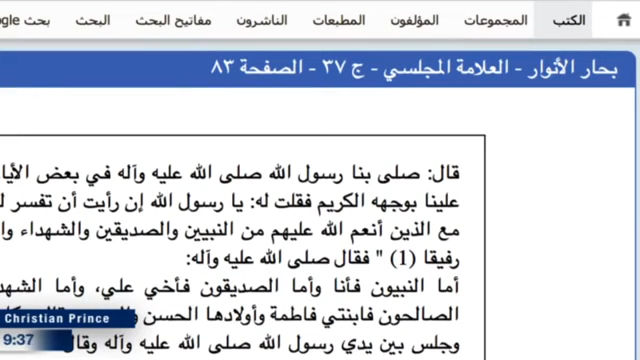 الكتب المجموعات المؤلفون المطبعات الناشرون مفاتيح البحث البحث بحث
بحار الأنوار - العلامة المجلسي - ج ٣٧ - الصفحة ٨٣
قال: صلى بنا رسول الله صلى الله عليه وآله في بعض
علينا بوجهه الكريم فقلت له: يا رسول الله إن رأيت أن تفسر
مع الذين أنعم الله عليهم من النبيين والصديقين والشهداء
رفيقا (1) " فقال صلى الله عليه وآله:
أما النبيون فأنا وأما الصديقون فأخي علي، وأما
الصالحون فابنتي فاطمة وأولادها الحسن
Christian Prince
وجلس بين يدي رسول الله صلى الله عليه وآله
9:37